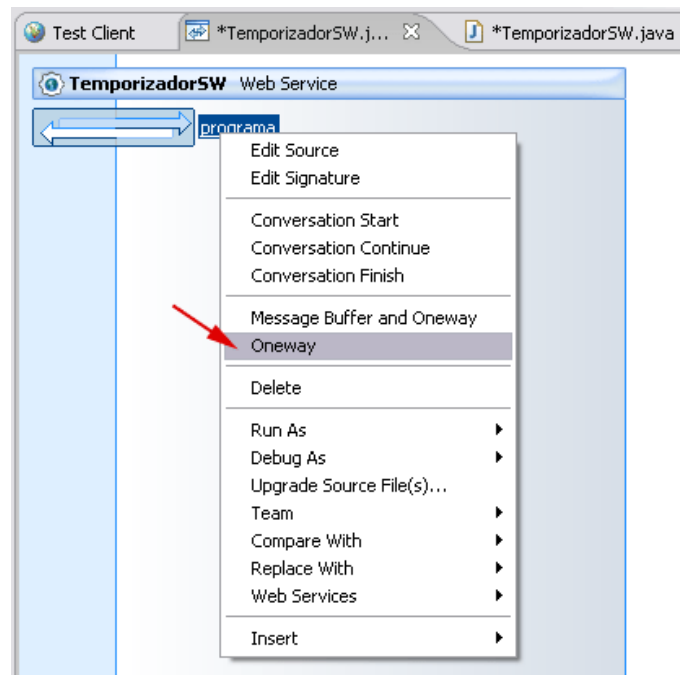 Test Client *TemporizadorSW.j... *TemporizadorSW.java
TemporizadorSW Web Service
programa
Edit Source
Edit Signature
Conversation Start
Conversation Continue
Conversation Finish
Message Buffer and Oneway
Oneway
Delete
Run As
Debug As
Upgrade Source File(s)...
Team
Compare With
Replace With
Web Services
Insert